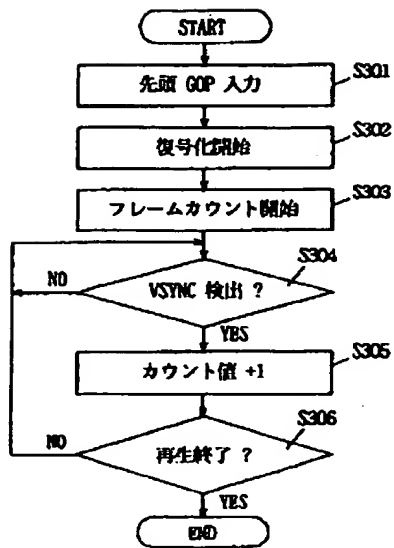 START
先頭 GOP 入力
S301
復号化開始
S302
フレームカウント開始
S303
VSYNC 検出 ?
S304
NO
YES
カウント値 +1
S305
再生終了 ?
S306
NO
YES
END